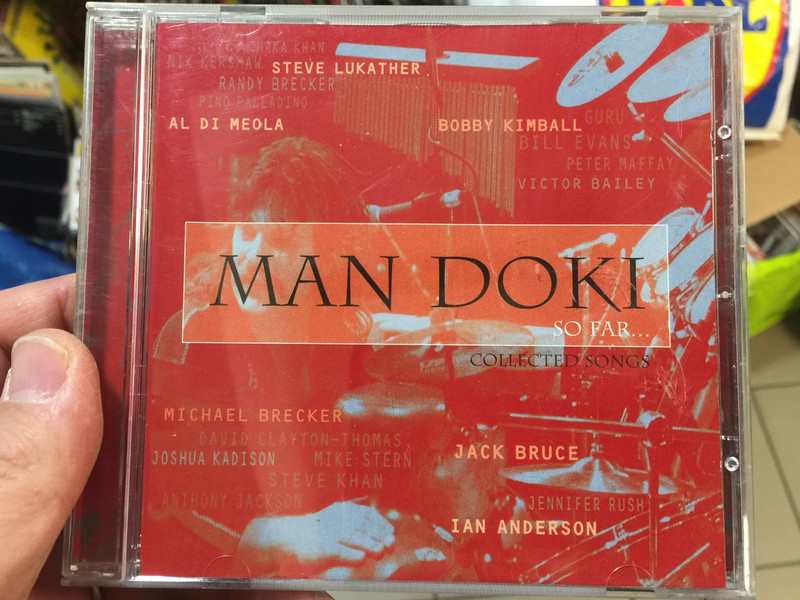 CHAKA KHAN
NIK KERSHAW STEVE LUKATHER
RANDY BRECKER
PINO PALLADINO
AL DI MEOLA
BOBBY KIMBALL
GURU
BILL EVANS
PETER MAFFAY
VICTOR BAILEY
MAN DOKI
SO FAR...
COLLECTED SONGS
MICHAEL BRECKER
DAVID CLAYTON-THOMAS
JOSHUA KADISON MIKE STERN
STEVE KHAN
ANTHONY JACKSON
JACK BRUCE
JENNIFER RUSH
IAN ANDERSON